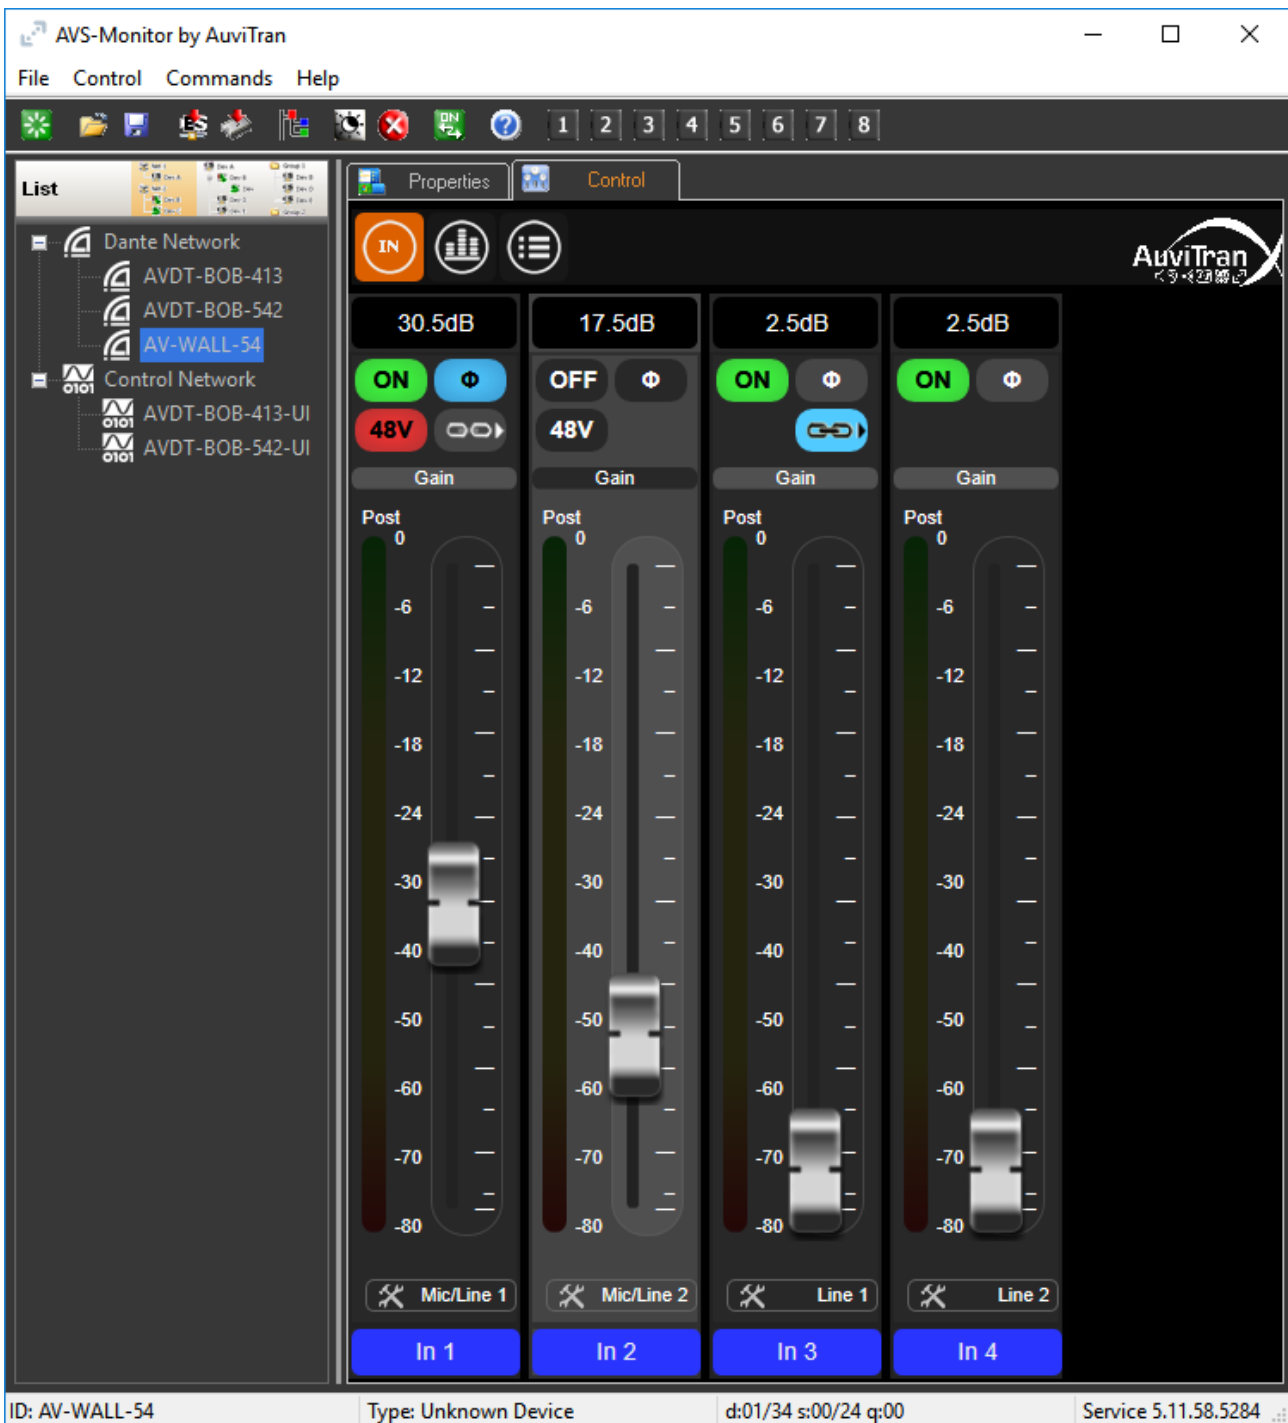 AVS-Monitor by AuviTran
File Control Commands Help
1 2 3 4 5 6 7 8
List
Properties Control
Dante Network
AVDT-BOB-413
AVDT-BOB-542
AV-WALL-54
Control Network
AVDT-BOB-413-UI
AVDT-BOB-542-UI
IN
AuviTran
30.5dB 17.5dB 2.5dB 2.5dB
ON Φ OFF Φ ON Φ ON Φ
48V 48V
Gain Gain Gain Gain
Post Post Post Post
0 0 0 0
-6 -6 -6 -6
-12 -12 -12 -12
-18 -18 -18 -18
-24 -24 -24 -24
-30 -30 -30 -30
-40 -40 -40 -40
-50 -50 -50 -50
-60 -60 -60 -60
-70 -70 -70 -70
-80 -80 -80 -80
Mic/Line 1 Mic/Line 2 Line 1 Line 2
In 1 In 2 In 3 In 4
ID: AV-WALL-54 Type: Unknown Device d:01/34 s:00/24 q:00 Service 5.11.58.5284